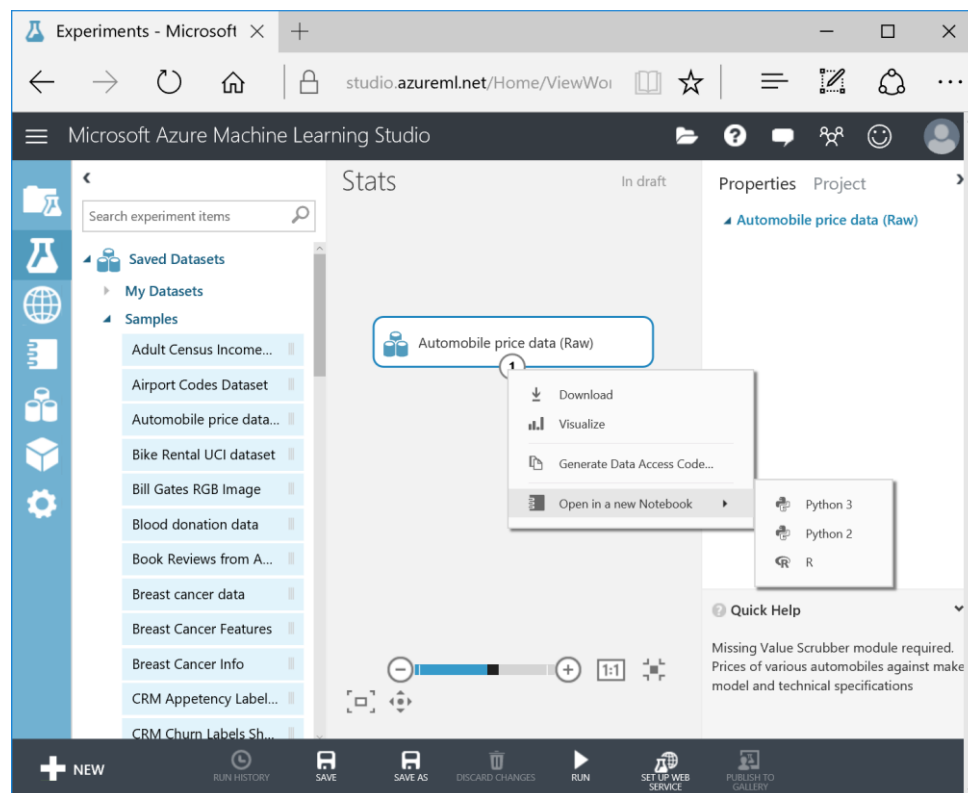 Experiments - Microsoft
studio.azureml.net/Home/ViewWor
Microsoft Azure Machine Learning Studio
Search experiment items
Saved Datasets
My Datasets
Samples
Adult Census Income...
Airport Codes Dataset
Automobile price data...
Bike Rental UCI dataset
Bill Gates RGB Image
Blood donation data
Book Reviews from A...
Breast cancer data
Breast Cancer Features
Breast Cancer Info
CRM Appetency Label...
CRM Churn Labels Sh...
Stats
In draft
Automobile price data (Raw)
1
Download
Visualize
Generate Data Access Code...
Open in a new Notebook
Python 3
Python 2
R
1:1
Properties Project
Automobile price data (Raw)
Quick Help
Missing Value Scrubber module required.
Prices of various automobiles against make
model and technical specifications
NEW
RUN HISTORY
SAVE
SAVE AS
DISCARD CHANGES
RUN
SET UP WEB
SERVICE
PUBLISH TO
GALLERY